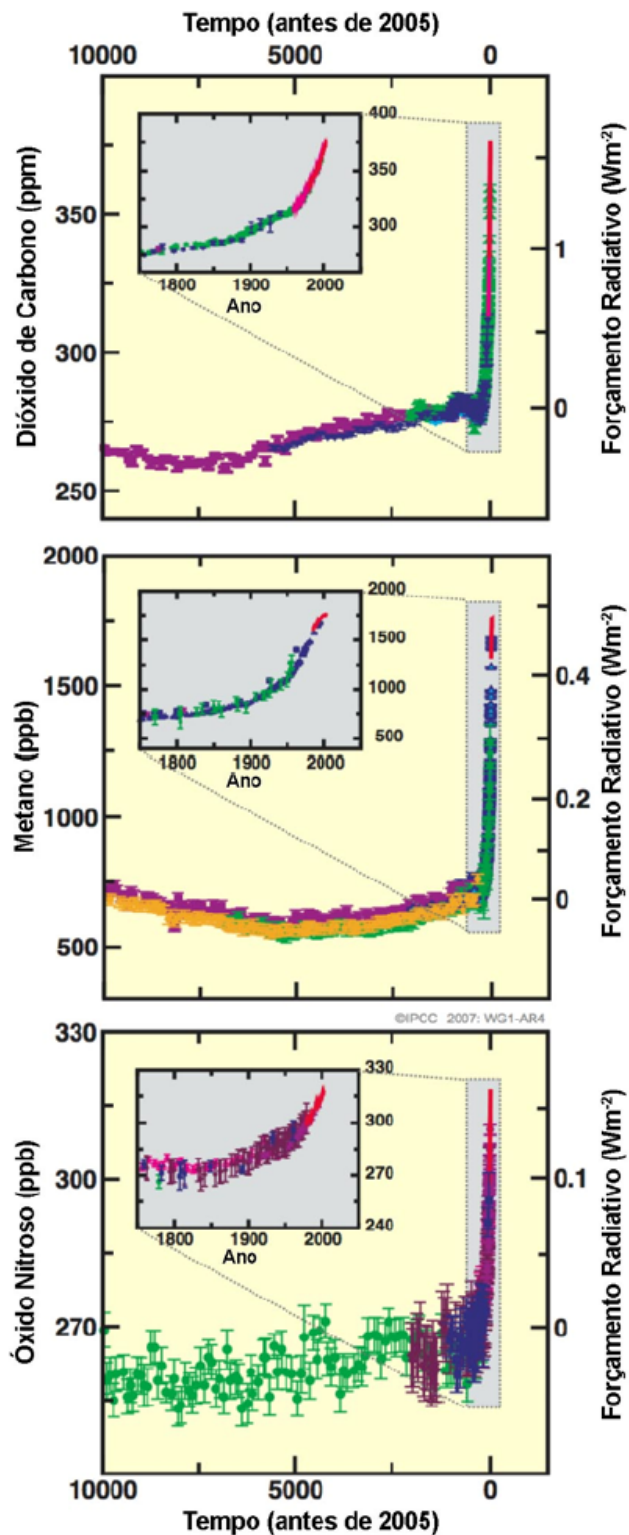 Tempo (antes de 2005)
10000 5000 0
Dióxido de Carbono (ppm)
350
300
250
400
350
300
1800 1900 2000
Ano
1
0
Forçamento Radiativo (Wm-2)
Metano (ppb)
2000
1500
1000
500
2000
1500
1000
500
1800 1900 2000
Ano
0.4
0.2
0
Forçamento Radiativo (Wm-2)
©IPCC 2007: WG1-AR4
Óxido Nitroso (ppb)
330
300
270
330
300
270
240
1800 1900 2000
Ano
0.1
0
Forçamento Radiativo (Wm-2)
10000 5000 0
Tempo (antes de 2005)